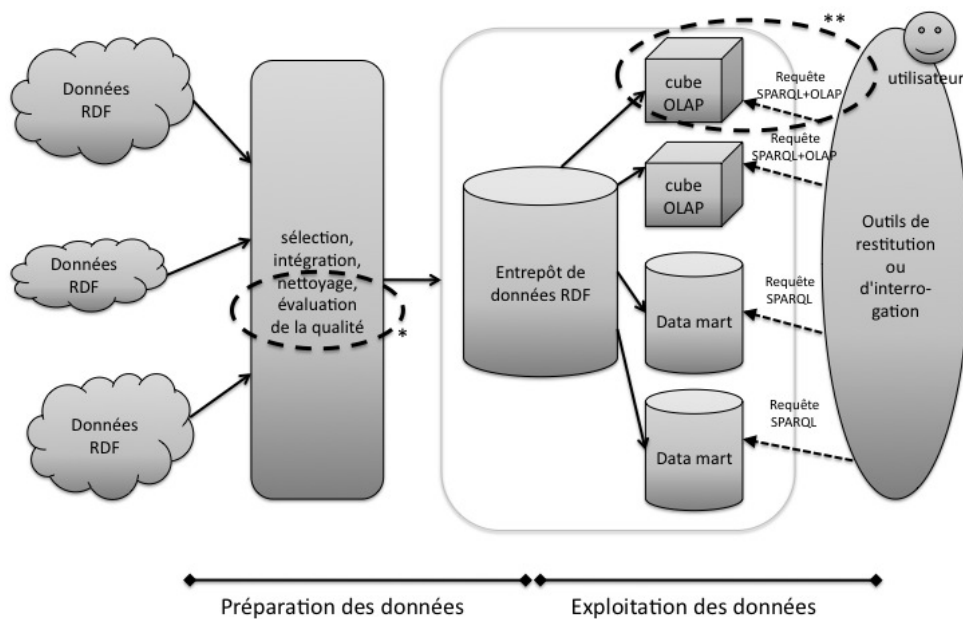 Données
RDF
Données
RDF
Données
RDF
sélection,
intégration,
nettoyage,
évaluation
de la qualité
*
Entrepôt de
données RDF
cube
OLAP
cube
OLAP
Data mart
Data mart
**
Requête
SPARQL+OLAP
Requête
SPARQL+OLAP
Requête
SPARQL
Requête
SPARQL
utilisateur
Outils de
restitution
ou
d'interro-
gation
Préparation des données
Exploitation des données